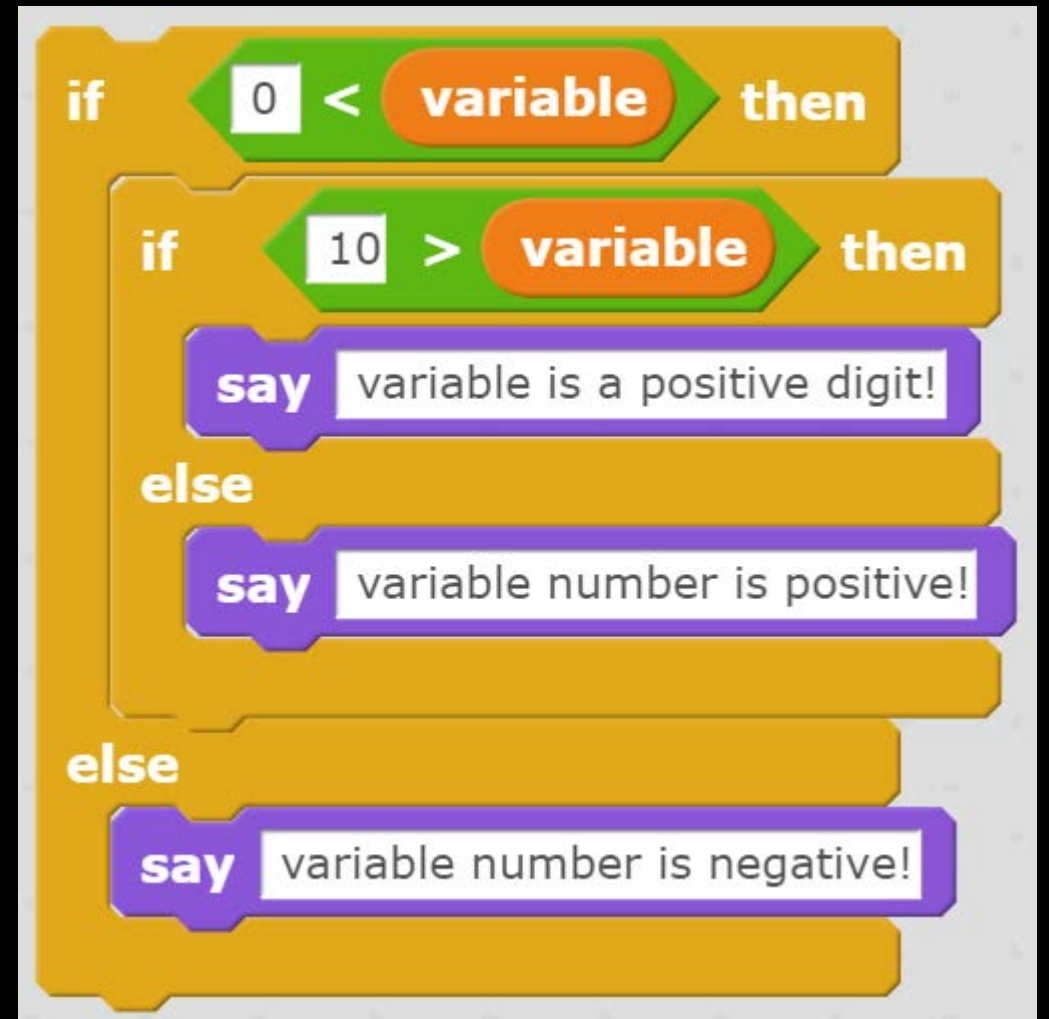 if 0 < variable then
if 10 > variable then
say variable is a positive digit!
else
say variable number is positive!
else
say variable number is negative!